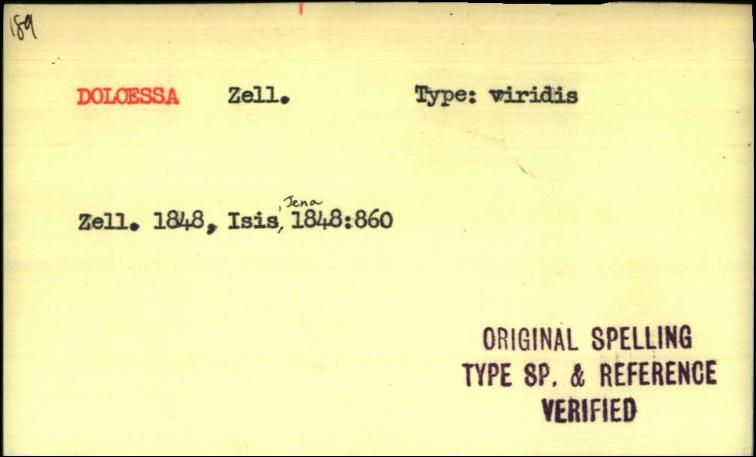 189
DOLOESSA Zell. Type: viridis
Zell. 1848, Isis, Jena, 1848:860
ORIGINAL SPELLING
TYPE SP. & REFERENCE
VERIFIED